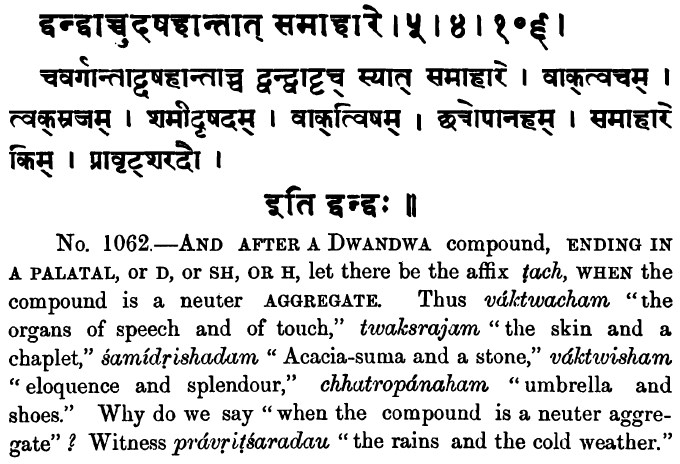 द्वन्द्वाच्चुदषहान्तात् समाहारे । ५ । ४ । १०६ ।
चवर्गान्ताद्दषहान्ताच्च द्वन्द्वाट्टच् स्यात् समाहारे । वाक्त्वचम् ।
त्वक्स्रजम् । शमीदृषदम् । वाक्त्विषम् । छत्रोपानहम् । समाहारे
किम् । प्रावृट्शरदौ ।
इति द्वन्द्वः ॥
No. 1062.—AND AFTER A DWANDWA compound, ENDING IN
A PALATAL, or D, or SH, OR H, let there be the affix ṭach, WHEN the
compound is a neuter AGGREGATE. Thus váktwacham “the
organs of speech and of touch,” twaksrajam “the skin and a
chaplet,” śamídṛishadam “Acacia-suma and a stone,” váktwisham
“eloquence and splendour,” chhatropánaham “umbrella and
shoes.” Why do we say “when the compound is a neuter aggre-
gate”? Witness právṛiṭśaradau “the rains and the cold weather.”